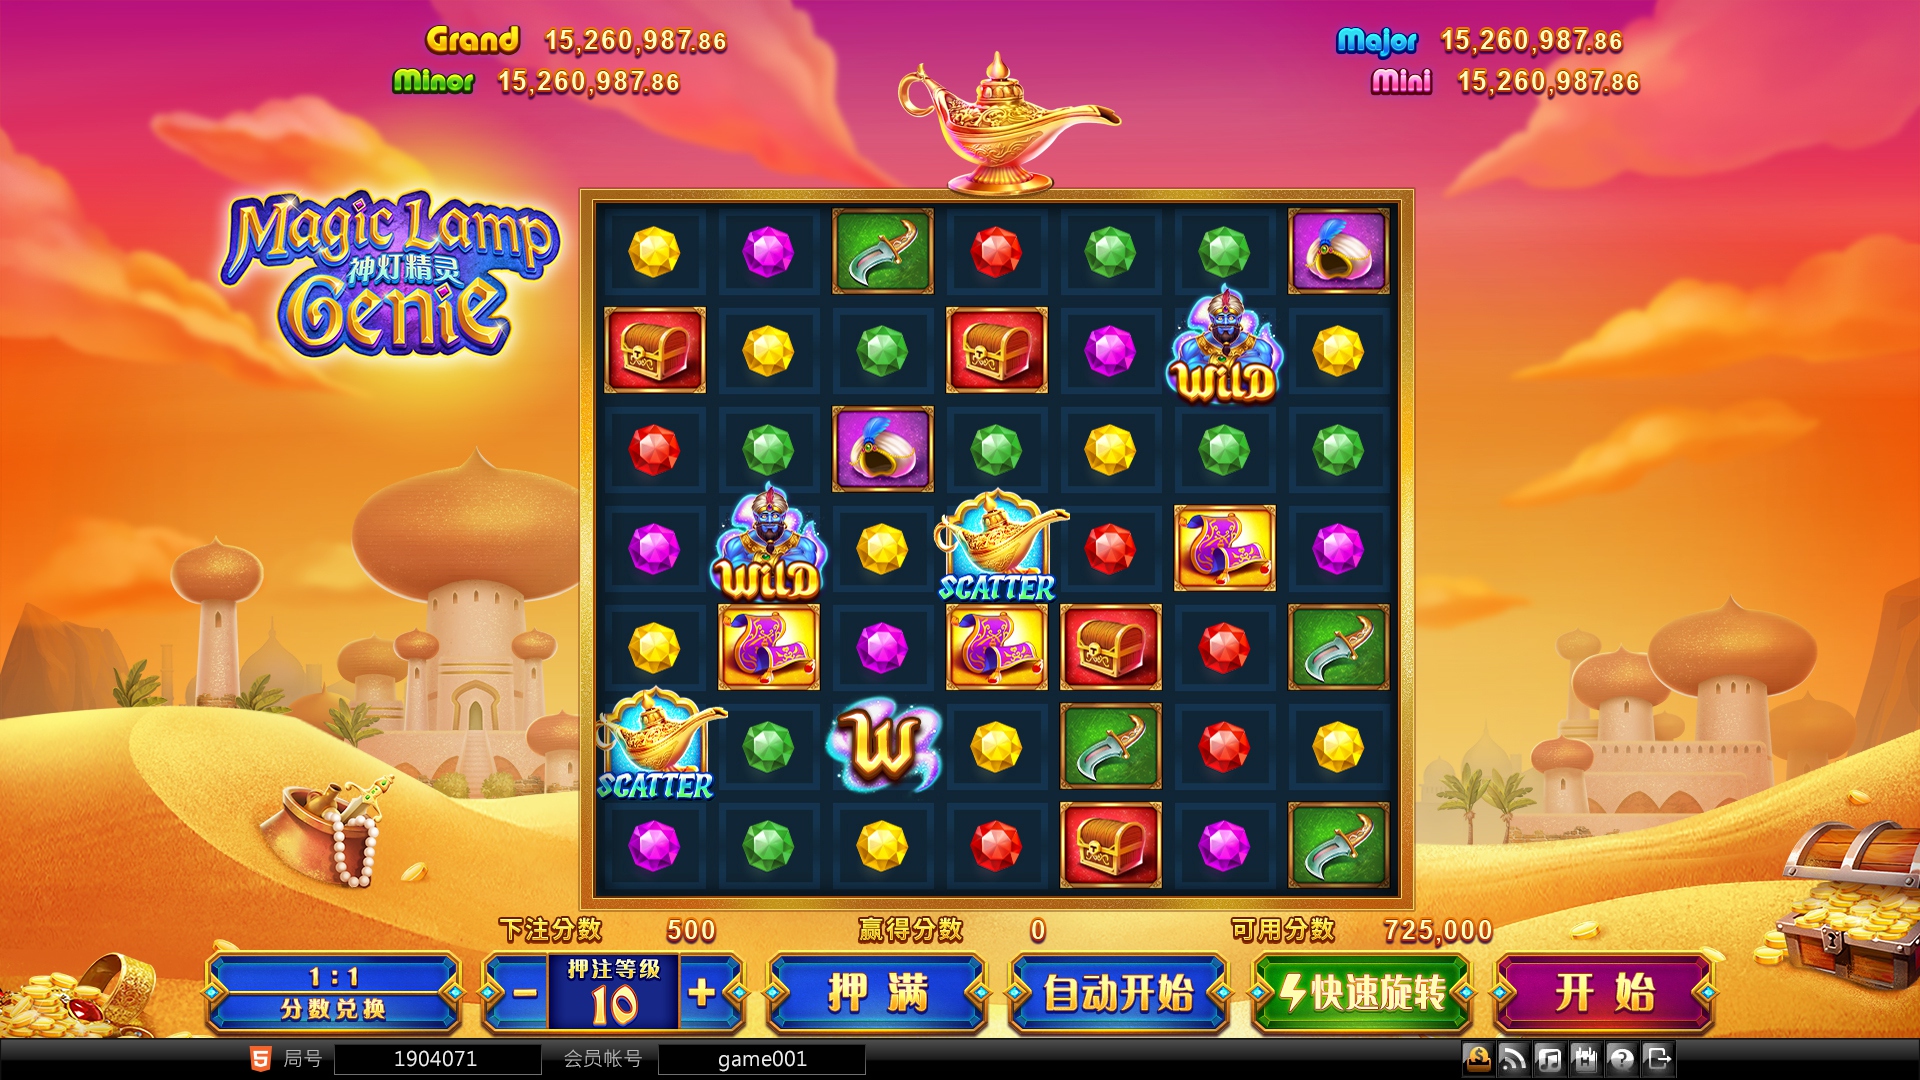 Grand 15,260,987.86
Minor 15,260,987.86
Major 15,260,987.86
Mini 15,260,987.86
Magic Lamp
神灯精灵
Genie
WILD
WILD
SCATTER
SCATTER
W
下注分数 500 赢得分数 0 可用分数 725,000
1:1
分数兑换
-
押注等级
10
+
押满
自动开始
快速旋转
开始
5 局号 1904071 会员帐号 game001